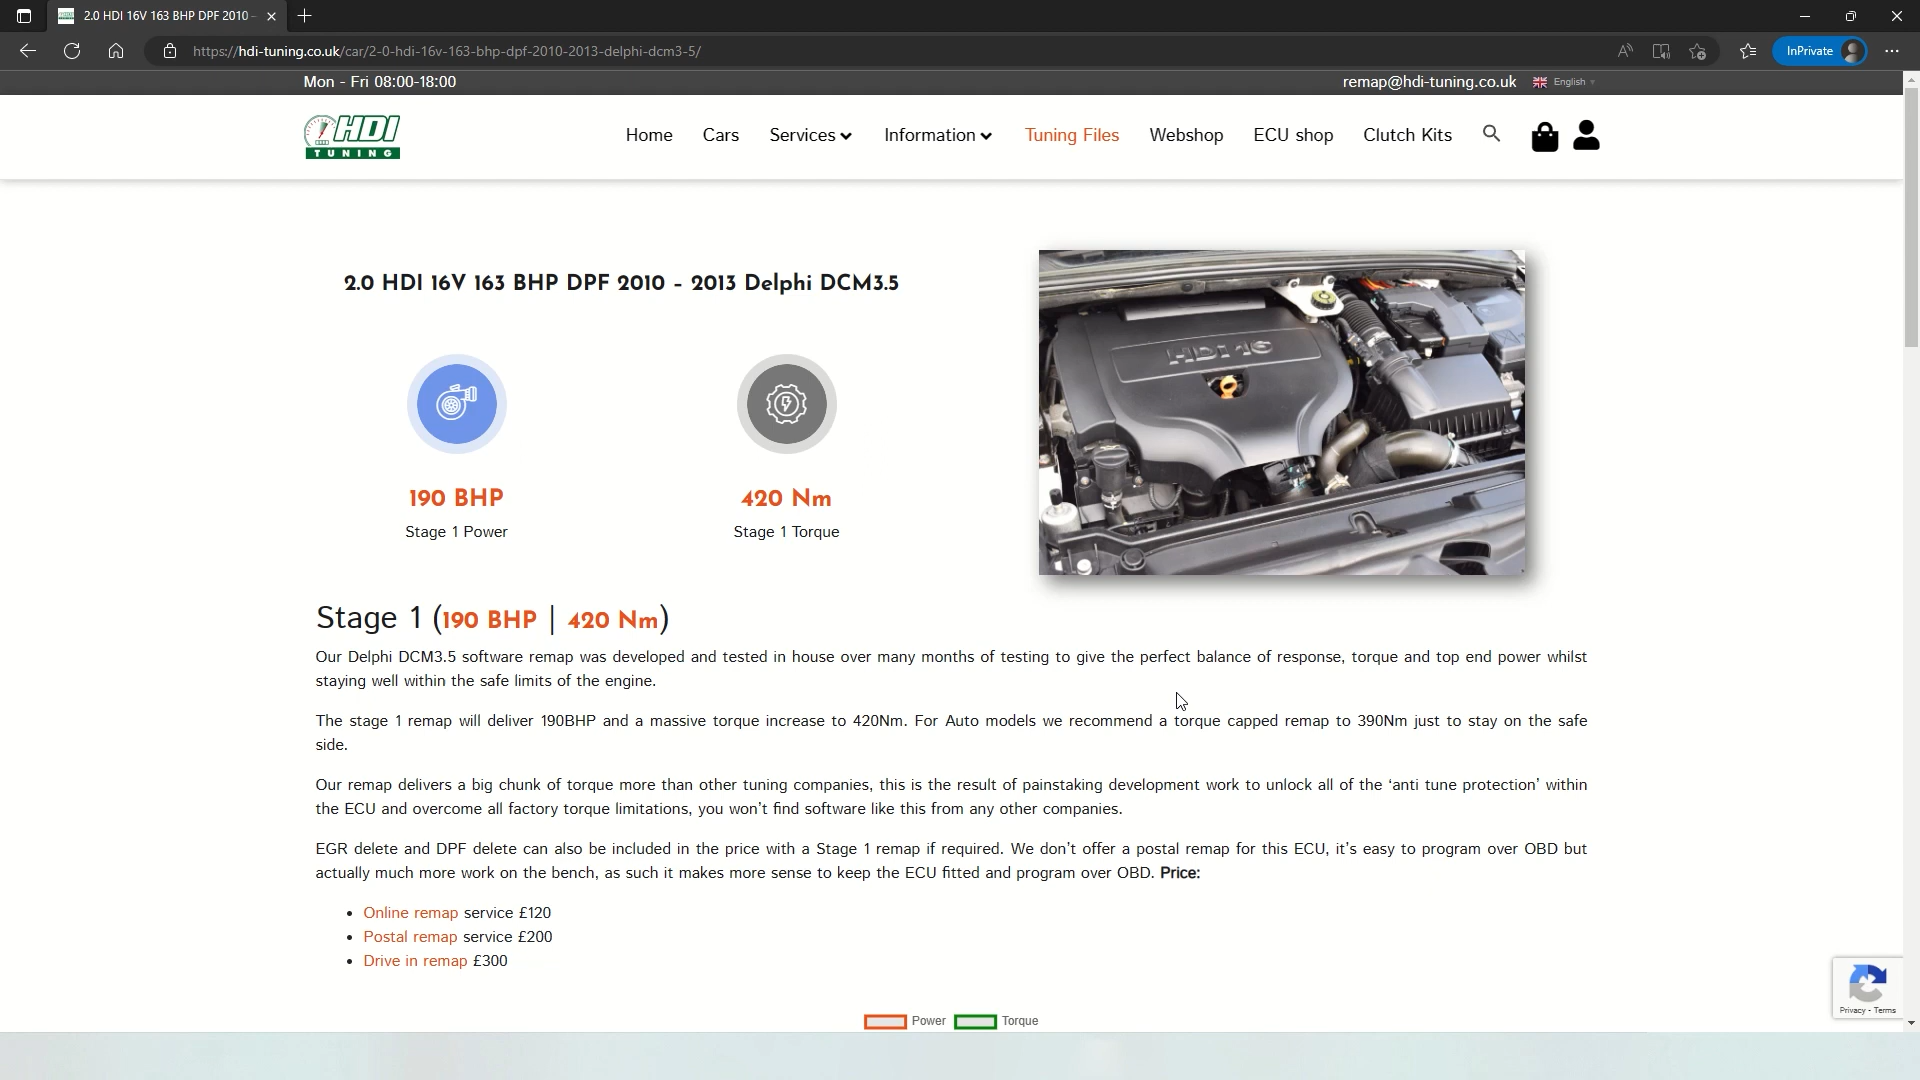 2.0 HDI 16V 163 BHP DPF 2010 -
https://hdi-tuning.co.uk/car/2-0-hdi-16v-163-bhp-dpf-2010-2013-delphi-dcm3-5/
InPrivate
Mon - Fri 08:00-18:00
remap@hdi-tuning.co.uk
English
HDI
TUNING
Home
Cars
Services
Information
Tuning Files
Webshop
ECU shop
Clutch Kits
2.0 HDI 16V 163 BHP DPF 2010 – 2013 Delphi DCM3.5
HDI 16
190 BHP
420 Nm
Stage 1 Power
Stage 1 Torque
Stage 1 (190 BHP | 420 Nm)
Our Delphi DCM3.5 software remap was developed and tested in house over many months of testing to give the perfect balance of response, torque and top end power whilst
staying well within the safe limits of the engine.
The stage 1 remap will deliver 190BHP and a massive torque increase to 420Nm. For Auto models we recommend a torque capped remap to 390Nm just to stay on the safe
side.
Our remap delivers a big chunk of torque more than other tuning companies, this is the result of painstaking development work to unlock all of the ‘anti tune protection’ within
the ECU and overcome all factory torque limitations, you won’t find software like this from any other companies.
EGR delete and DPF delete can also be included in the price with a Stage 1 remap if required. We don’t offer a postal remap for this ECU, it’s easy to program over OBD but
actually much more work on the bench, as such it makes more sense to keep the ECU fitted and program over OBD. Price:
• Online remap service £120
• Postal remap service £200
• Drive in remap £300
Privacy - Terms
Power
Torque